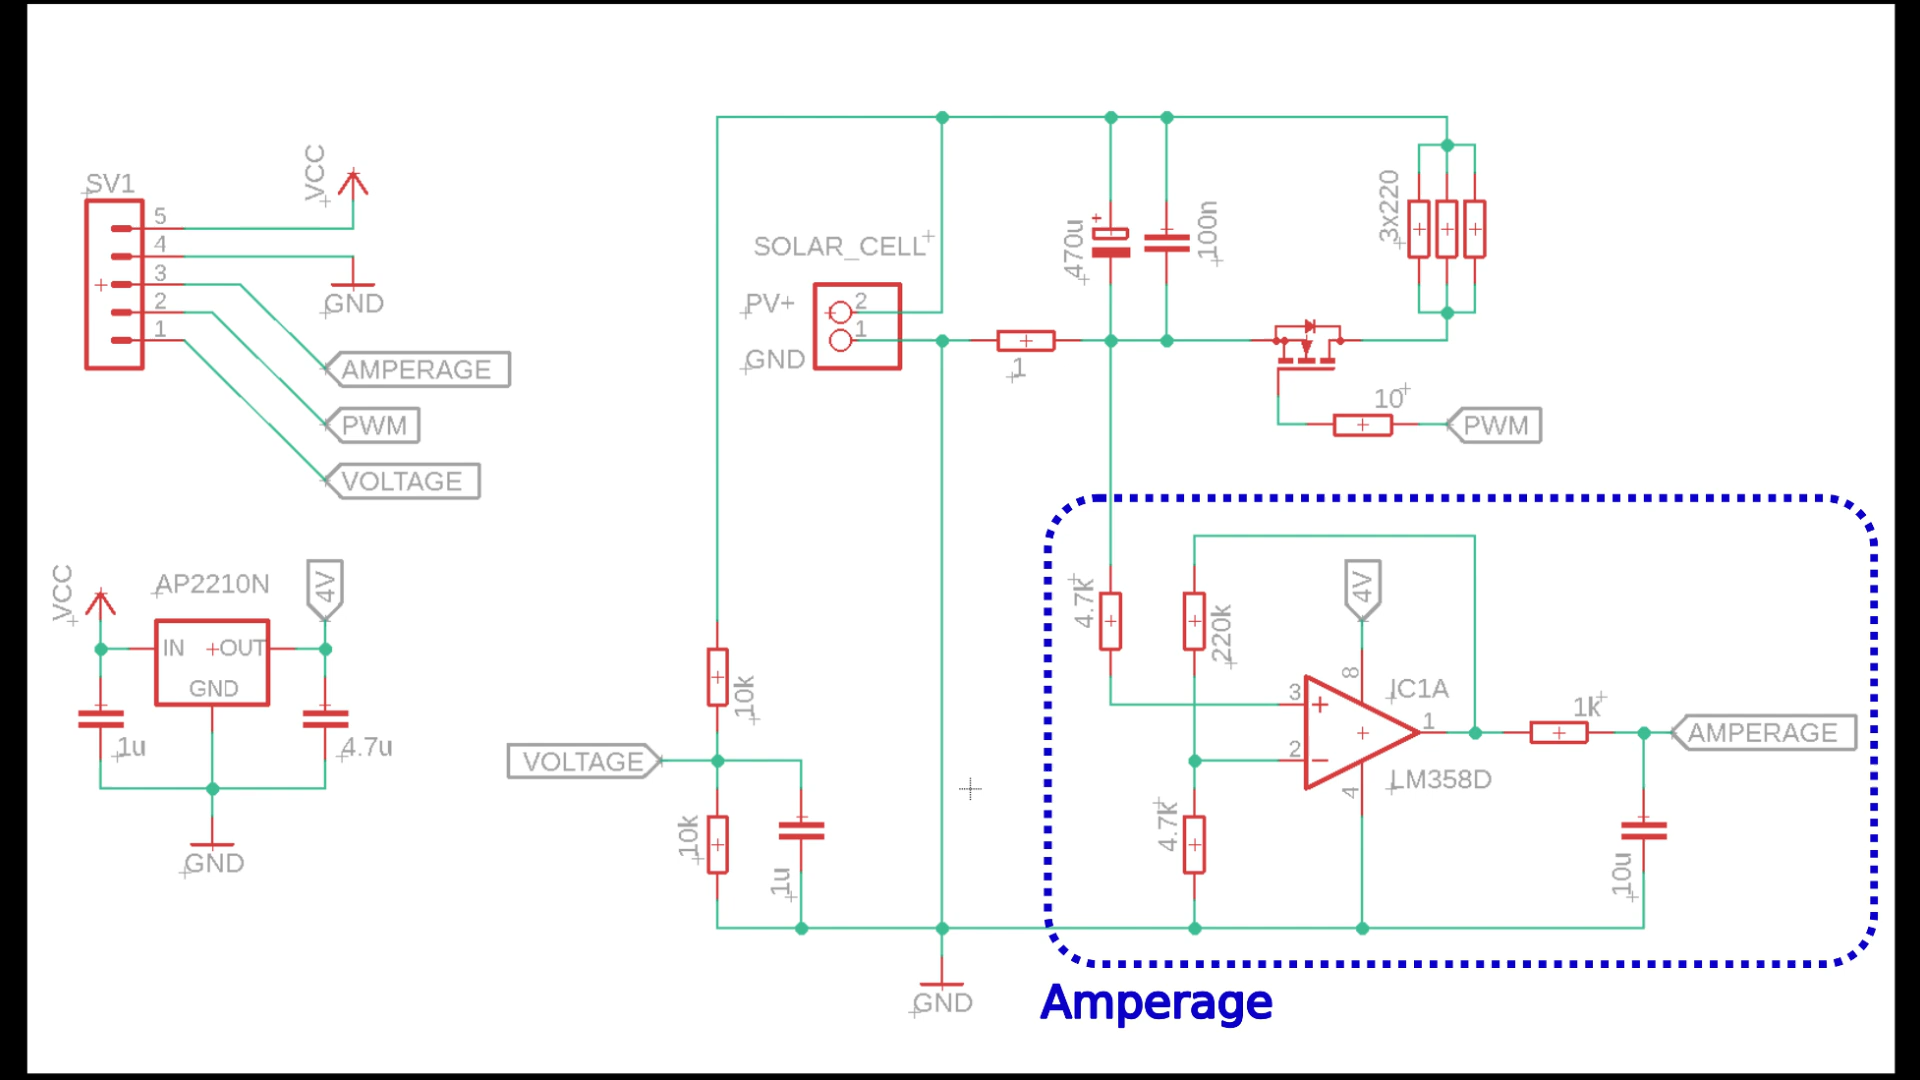 SV1
5
4
3
2
1
VCC
GND
AMPERAGE
PWM
VOLTAGE
VCC
AP2210N
4V
IN
OUT
GND
1u
4.7u
GND
SOLAR_CELL
PV+
2
GND
1
1
470u
100n
3x220
10
PWM
10k
VOLTAGE
10k
1u
GND
4.7k
220k
4V
3
8
IC1A
1
2
4
LM358D
4.7k
1k
AMPERAGE
10u
Amperage